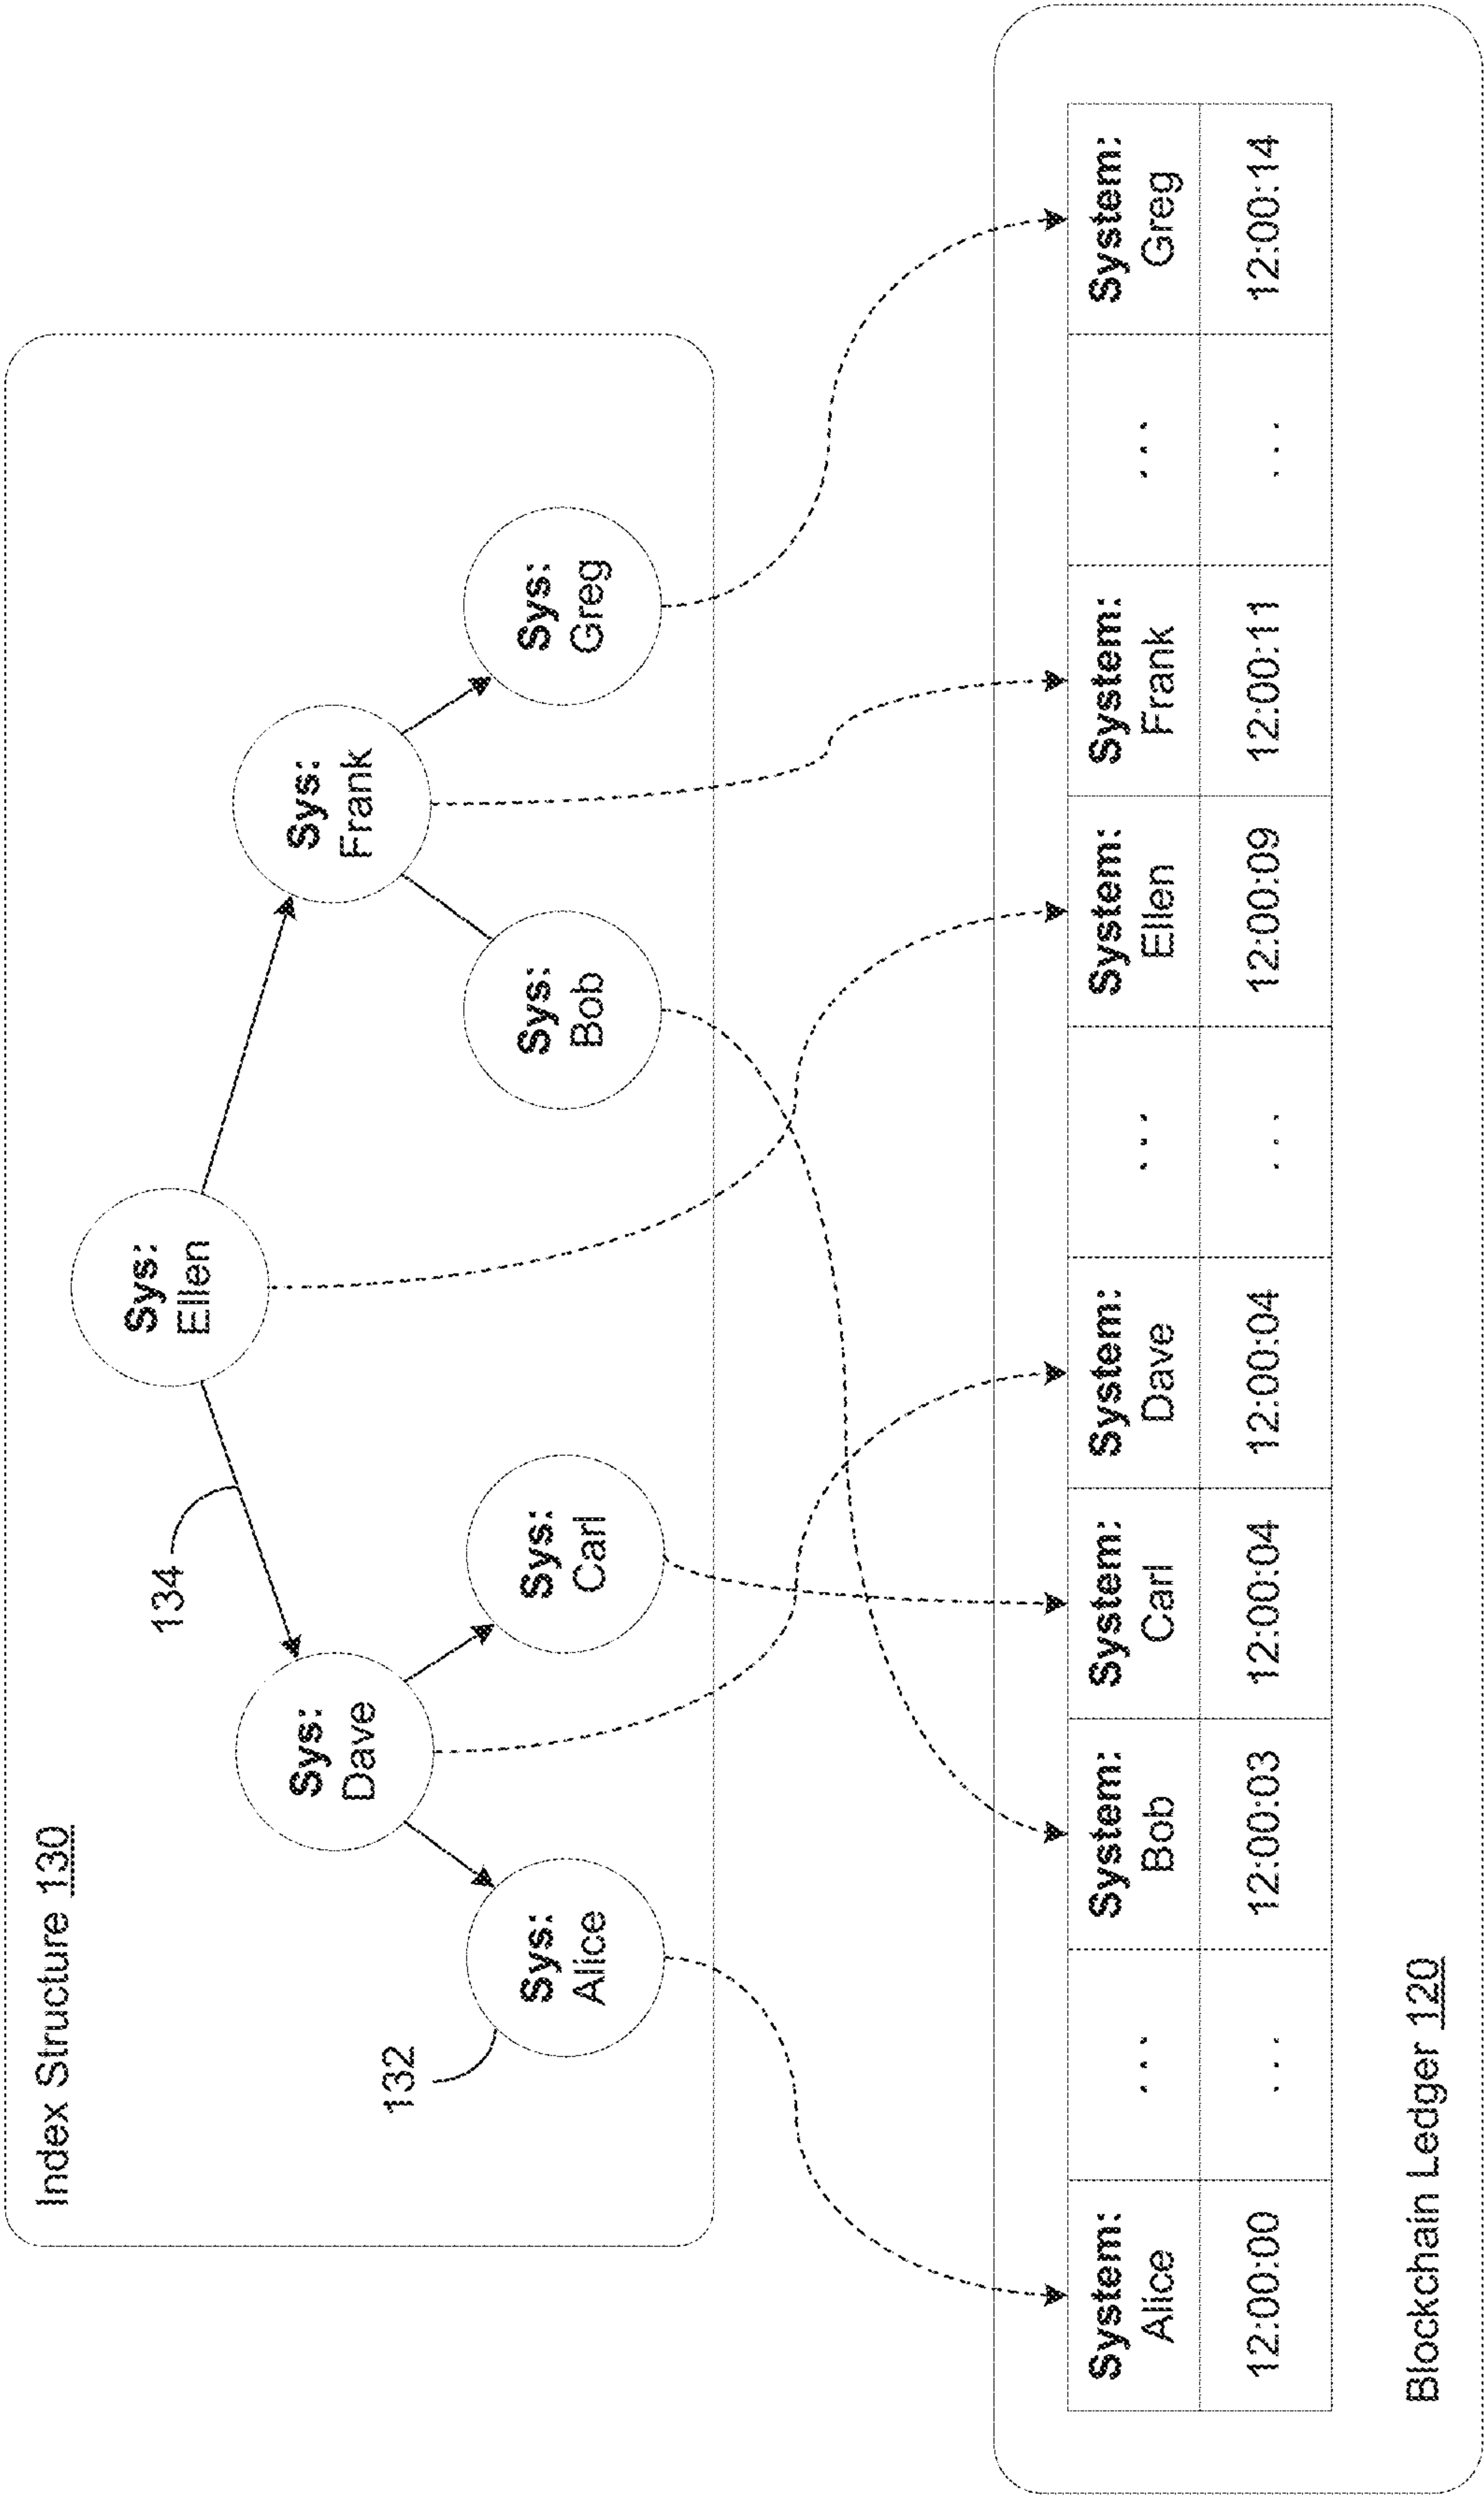 Index Structure 130
134
132
Sys:
Ellen
Sys:
Dave
Sys:
Frank
Sys:
Alice
Sys:
Carl
Sys:
Bob
Sys:
Greg
System:
Alice
. . .
System:
Bob
System:
Carl
System:
Dave
. . .
System:
Ellen
System:
Frank
. . .
System:
Greg
12:00:00
. . .
12:00:03
12:00:04
12:00:04
. . .
12:00:09
12:00:11
. . .
12:00:14
Blockchain Ledger 120